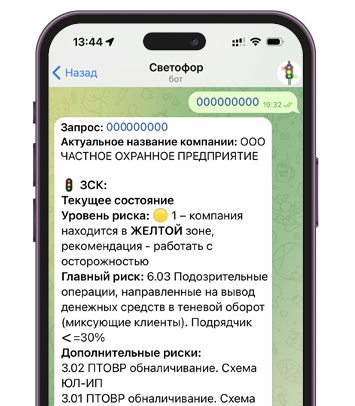 13:44
Назад
Светофор
бот
000000000 19:32
Запрос: 000000000
Актуальное название компании: ООО
ЧАСТНОЕ ОХРАННОЕ ПРЕДПРИЯТИЕ
🚦 ЗСК:
Текущее состояние
Уровень риска: 🟡 1 – компания
находится в ЖЕЛТОЙ зоне,
рекомендация - работать с
осторожностью
Главный риск: 6.03 Подозрительные
операции, направленные на вывод
денежных средств в теневой оборот
(миксующие клиенты). Подрядчик
<=30%
Дополнительные риски:
3.02 ПТОВР обналичивание. Схема
ЮЛ-ИП
3.01 ПТОВР обналичивание. Схема